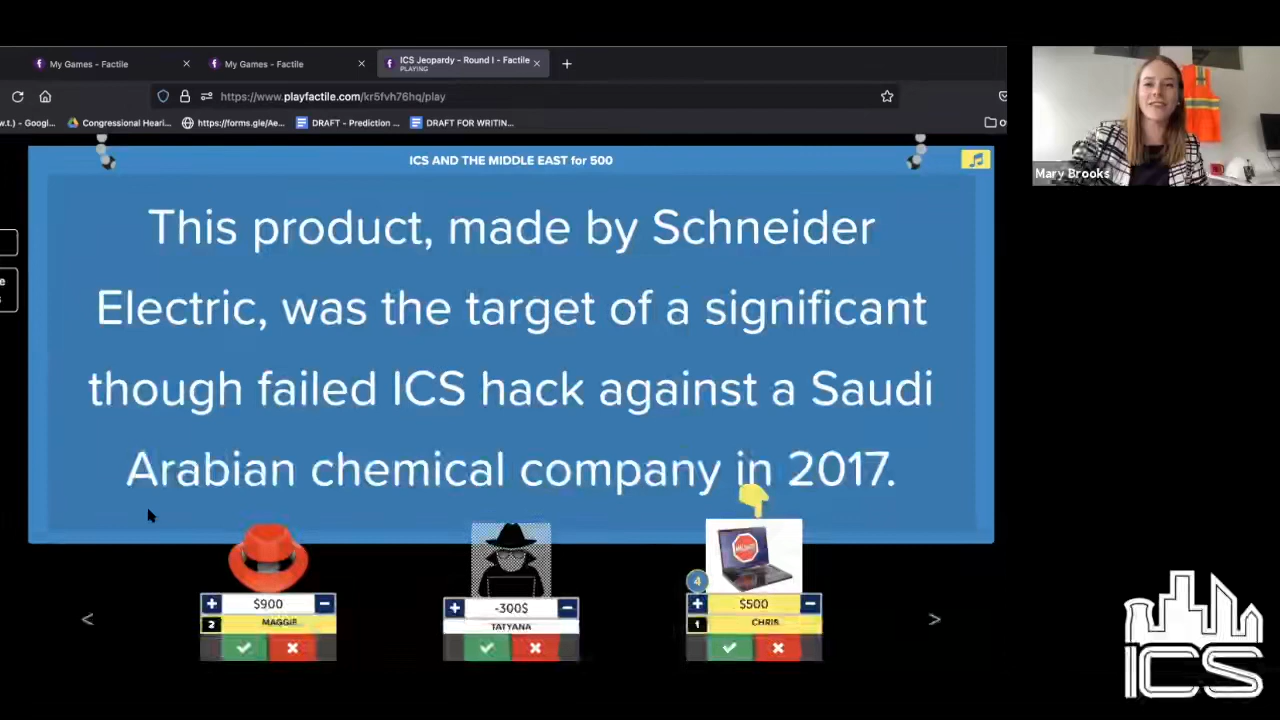 My Games - Factile
My Games - Factile
ICS Jeopardy - Round I - Factile
PLAYING
https://www.playfactile.com/kr5fvh76hq/play
w.t.) - Googl...
Congressional Heari...
https://forms.gle/Ae...
DRAFT - Prediction ...
DRAFT FOR WRITIN...
ICS AND THE MIDDLE EAST for 500
This product, made by Schneider
Electric, was the target of a significant
though failed ICS hack against a Saudi
Arabian chemical company in 2017.
Mary Brooks
$900
2 MAGGIE
-300$
TATYANA
4
MALWARE
$500
1 CHRIS
ICS